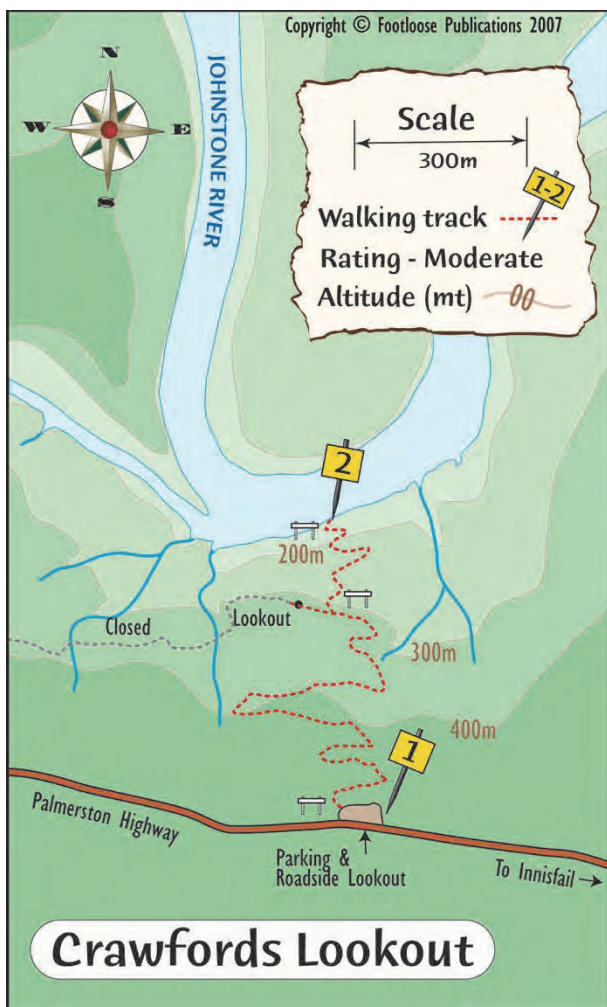 Copyright © Footloose Publications 2007
N
W E
S
JOHNSTONE RIVER
Scale
300m
1-2
Walking track
Rating - Moderate
Altitude (mt)
2
200m
Closed
Lookout
300m
400m
1
Palmerston Highway
Parking &
Roadside Lookout
To Innisfail
Crawfords Lookout